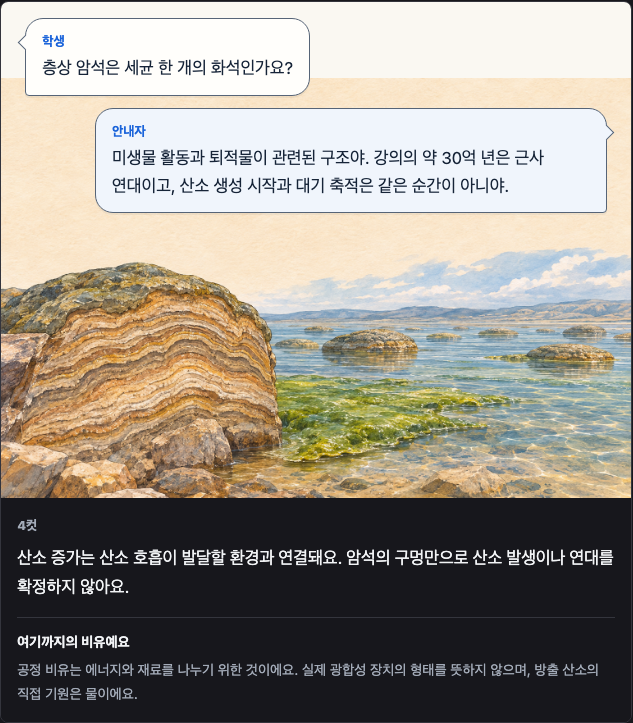 학생
층상 암석은 세균 한 개의 화석인가요?
안내자
미생물 활동과 퇴적물이 관련된 구조야. 강의의 약 30억 년은 근사
연대이고, 산소 생성 시작과 대기 축적은 같은 순간이 아니야.
4컷
산소 증가는 산소 호흡이 발달할 환경과 연결돼요. 암석의 구멍만으로 산소 발생이나 연대를
확정하지 않아요.
여기까지의 비유예요
공정 비유는 에너지와 재료를 나누기 위한 것이에요. 실제 광합성 장치의 형태를 뜻하지 않으며, 방출 산소의
직접 기원은 물이에요.